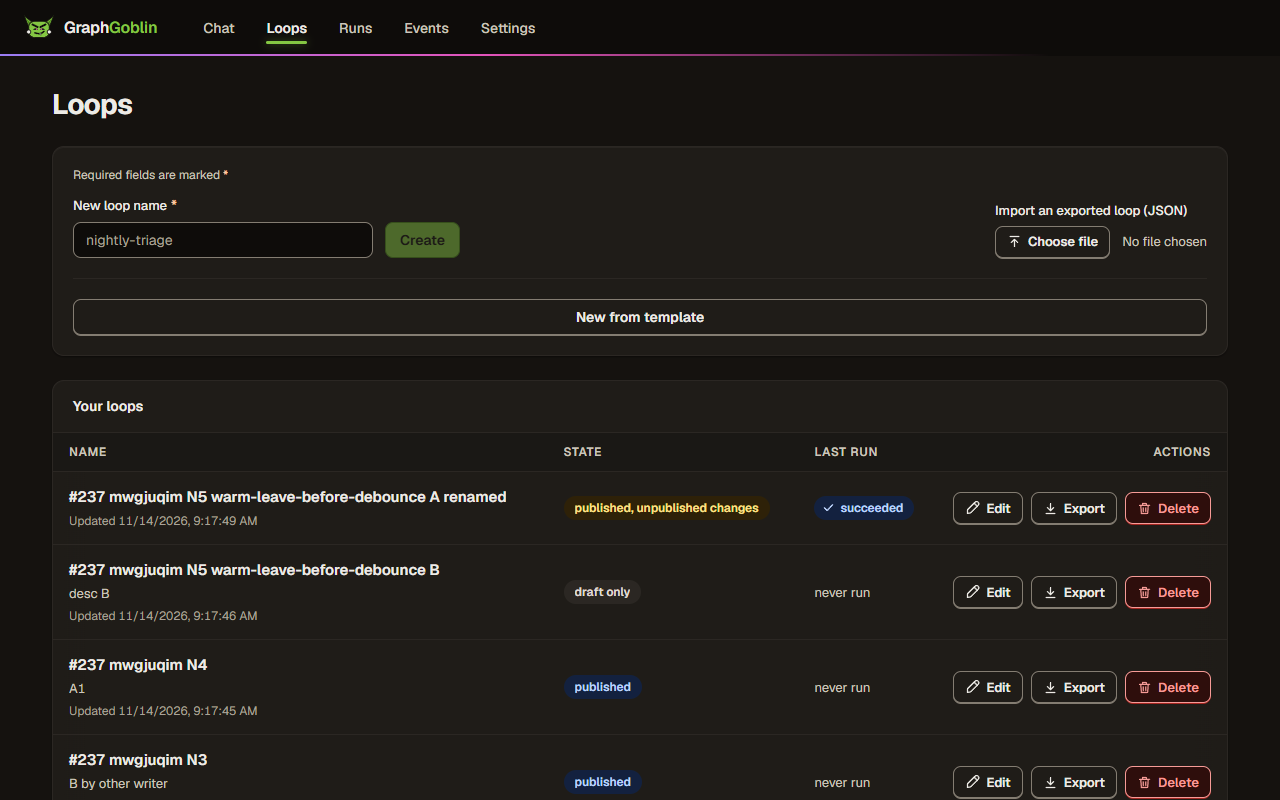 GraphGoblin Chat Loops Runs Events Settings
Loops
Required fields are marked *
New loop name *
nightly-triage Create
Import an exported loop (JSON)
Choose file No file chosen
New from template
Your loops
NAME STATE LAST RUN ACTIONS
#237 mwgjuqim N5 warm-leave-before-debounce A renamed
Updated 11/14/2026, 9:17:49 AM
published, unpublished changes succeeded Edit Export Delete
#237 mwgjuqim N5 warm-leave-before-debounce B
desc B
Updated 11/14/2026, 9:17:46 AM
draft only never run Edit Export Delete
#237 mwgjuqim N4
A1
Updated 11/14/2026, 9:17:45 AM
published never run Edit Export Delete
#237 mwgjuqim N3
B by other writer
published never run Edit Export Delete